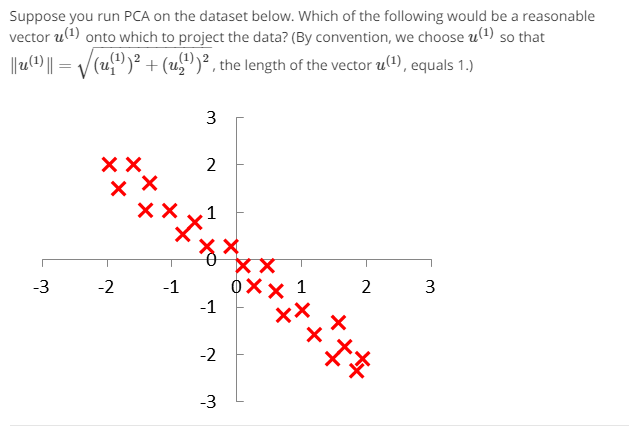 Suppose you run PCA on the dataset below. Which of the following would be a reasonable
vector u⁽¹⁾ onto which to project the data? (By convention, we choose u⁽¹⁾ so that
‖u⁽¹⁾‖ = √((u₁⁽¹⁾)² + (u₂⁽¹⁾)²), the length of the vector u⁽¹⁾, equals 1.)
3
2
1
0
-3 -2 -1 0 1 2 3
-1
-2
-3